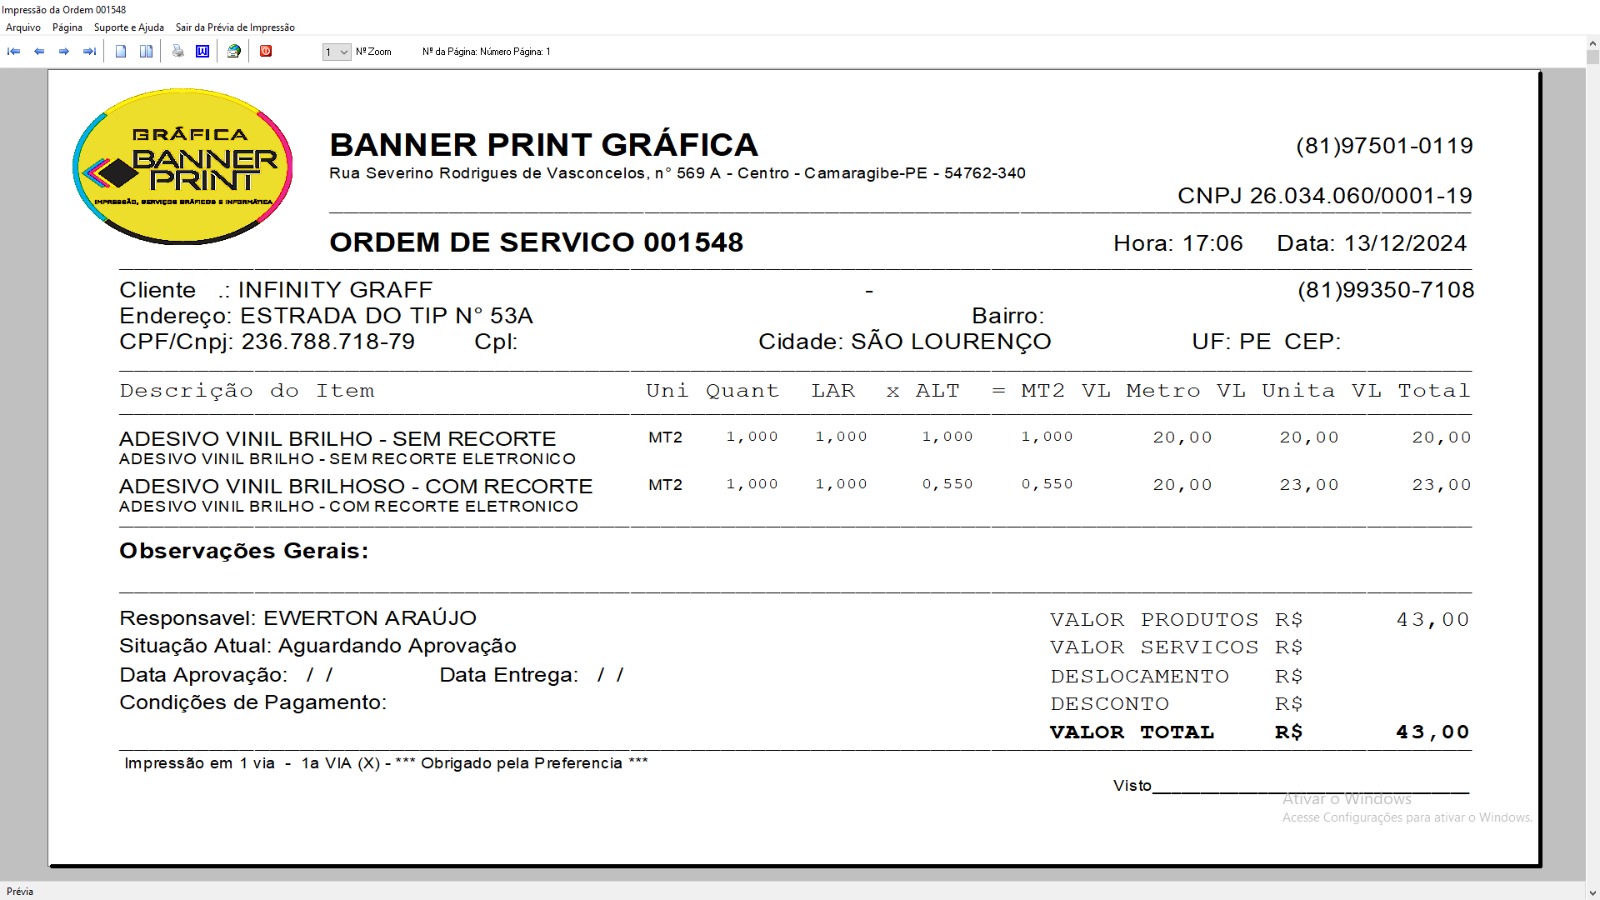 Impressão da Ordem 001548
Arquivo Página Suporte e Ajuda Sair da Prévia de Impressão
1 Nº Zoom Nº da Página: Número Página: 1
GRÁFICA
BANNER
PRINT
IMPRESSÃO, SERVIÇOS GRÁFICOS E INFORMÁTICA
BANNER PRINT GRÁFICA (81)97501-0119
Rua Severino Rodrigues de Vasconcelos, n° 569 A - Centro - Camaragibe-PE - 54762-340
CNPJ 26.034.060/0001-19
ORDEM DE SERVICO 001548 Hora: 17:06 Data: 13/12/2024
Cliente .: INFINITY GRAFF - (81)99350-7108
Endereço: ESTRADA DO TIP N° 53A Bairro:
CPF/Cnpj: 236.788.718-79 Cpl: Cidade: SÃO LOURENÇO UF: PE CEP:
Descrição do Item Uni Quant LAR x ALT = MT2 VL Metro VL Unita VL Total
ADESIVO VINIL BRILHO - SEM RECORTE MT2 1,000 1,000 1,000 1,000 20,00 20,00 20,00
ADESIVO VINIL BRILHO - SEM RECORTE ELETRONICO
ADESIVO VINIL BRILHOSO - COM RECORTE MT2 1,000 1,000 0,550 0,550 20,00 23,00 23,00
ADESIVO VINIL BRILHO - COM RECORTE ELETRONICO
Observações Gerais:
Responsavel: EWERTON ARAÚJO VALOR PRODUTOS R$ 43,00
Situação Atual: Aguardando Aprovação VALOR SERVICOS R$
Data Aprovação: / / Data Entrega: / / DESLOCAMENTO R$
Condições de Pagamento: DESCONTO R$
VALOR TOTAL R$ 43,00
Impressão em 1 via - 1a VIA (X) - *** Obrigado pela Preferencia ***
Visto
Ativar o Windows
Acesse Configurações para ativar o Windows.
Prévia